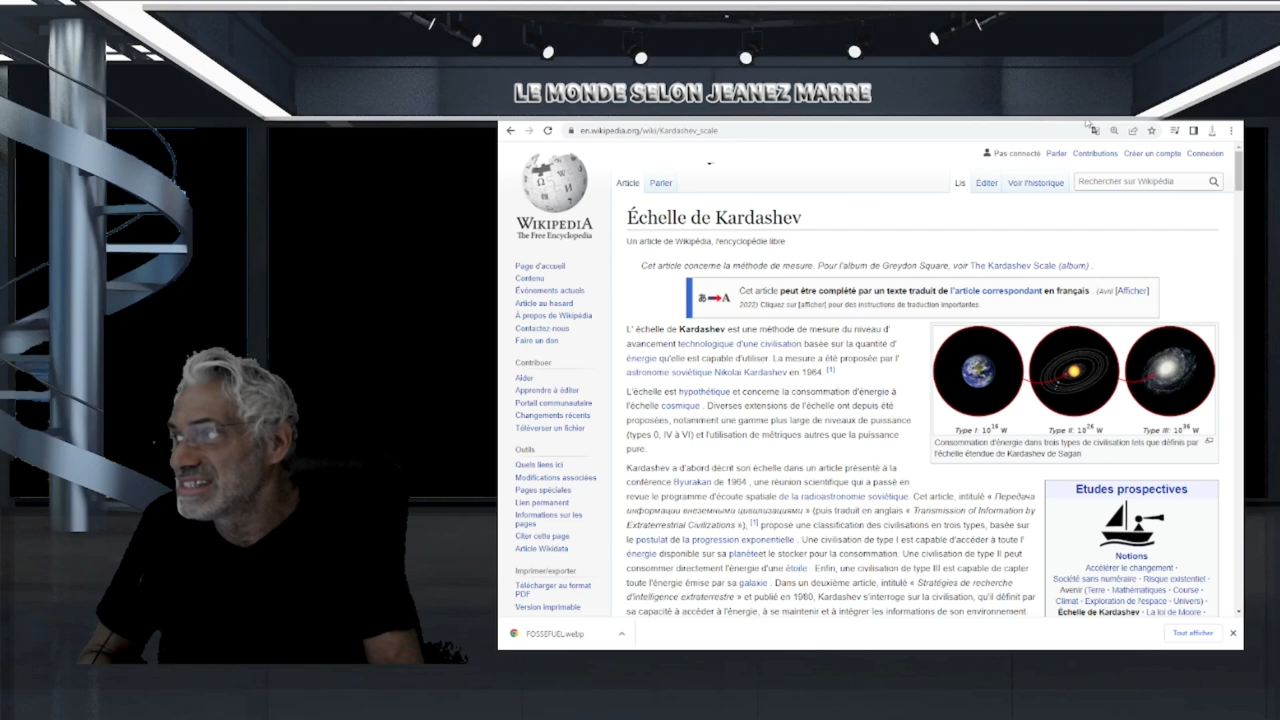 LE MONDE SELON JEANEZ MARRE
en.wikipedia.org/wiki/Kardashev_scale
Pas connecté Parler Contributions Créer un compte Connexion
Article Parler
Lis Éditer Voir l'historique
Rechercher sur Wikipédia
WIKIPEDIA
The Free Encyclopedia
Page d'accueil
Contenu
Événements actuels
Article au hasard
À propos de Wikipédia
Contactez-nous
Faire un don
Contribuer
Aider
Apprendre à éditer
Portail communautaire
Changements récents
Téléverser un fichier
Outils
Quels liens ici
Modifications associées
Pages spéciales
Lien permanent
Informations sur les
pages
Citer cette page
Article Wikidata
Imprimer/exporter
Télécharger au format
PDF
Version imprimable
Échelle de Kardashev
Un article de Wikipédia, l'encyclopédie libre
Cet article concerne la méthode de mesure. Pour l'album de Greydon Square, voir The Kardashev Scale (album) .
Cet article peut être complété par un texte traduit de l'article correspondant en français . (Avril [Afficher]
2022) Cliquez sur [afficher] pour des instructions de traduction importantes.
L' échelle de Kardashev est une méthode de mesure du niveau d'
avancement technologique d'une civilisation basée sur la quantité d'
énergie qu'elle est capable d'utiliser. La mesure a été proposée par l'
astronome soviétique Nikolai Kardashev en 1964. [1]
L'échelle est hypothétique et concerne la consommation d'énergie à
l'échelle cosmique . Diverses extensions de l'échelle ont depuis été
proposées, notamment une gamme plus large de niveaux de puissance
(types 0, IV à VI) et l'utilisation de métriques autres que la puissance
pure.
Kardashev a d'abord décrit son échelle dans un article présenté à la
conférence Byurakan de 1964 , une réunion scientifique qui a passé en
revue le programme d'écoute spatiale de la radioastronomie soviétique. Cet article, intitulé « Передача
информации внеземными цивилизациями » (puis traduit en anglais « Transmission of Information by
Extraterrestrial Civilizations »), [1] propose une classification des civilisations en trois types, basée sur
le postulat de la progression exponentielle . Une civilisation de type I est capable d'accéder à toute l'
énergie disponible sur sa planèteet le stocker pour la consommation. Une civilisation de type II peut
consommer directement l'énergie d'une étoile . Enfin, une civilisation de type III est capable de capter
toute l'énergie émise par sa galaxie . Dans un deuxième article, intitulé « Stratégies de recherche
d'intelligence extraterrestre » et publié en 1980, Kardashev s'interroge sur la civilisation, qu'il définit par
sa capacité à accéder à l'énergie, à se maintenir et à intégrer les informations de son environnement.
Type I: 10¹⁶ W Type II: 10²⁶ W Type III: 10³⁶ W
Consommation d'énergie dans trois types de civilisation tels que définis par
l'échelle étendue de Kardashev de Sagan
Etudes prospectives
Notions
Accélérer le changement ·
Société sans numéraire · Risque existentiel ·
Avenir (Terre · Mathématiques · Course ·
Climat · Exploration de l'espace · Univers) ·
Échelle de Kardashev · La loi de Moore ·
FOSSEFUEL.webp
Tout afficher